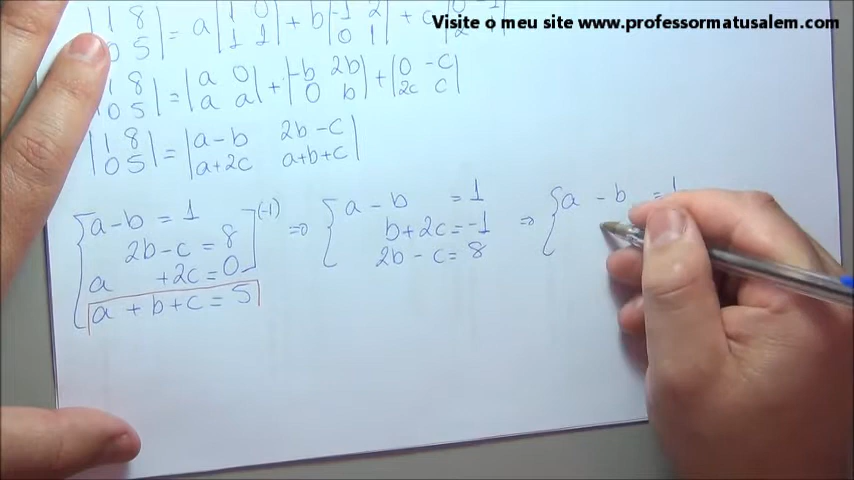 Visite o meu site www.professormatusalem.com
|1 8| = a |1 0| + b |-1 2| + c
|0 5| |1 1| |0 1|
1 8 = |a 0| + |-b 2b| + |0 -c|
0 5 |a a| |0 b| |2c c|
|1 8| = |a-b 2b-c|
|0 5| |a+2c a+b+c|
a-b = 1
2b-c = 8
a +2c = 0
a + b + c = 5
(-1) ⇒
a - b = 1
b+2c = -1
2b - c = 8
⇒
a - b = 1